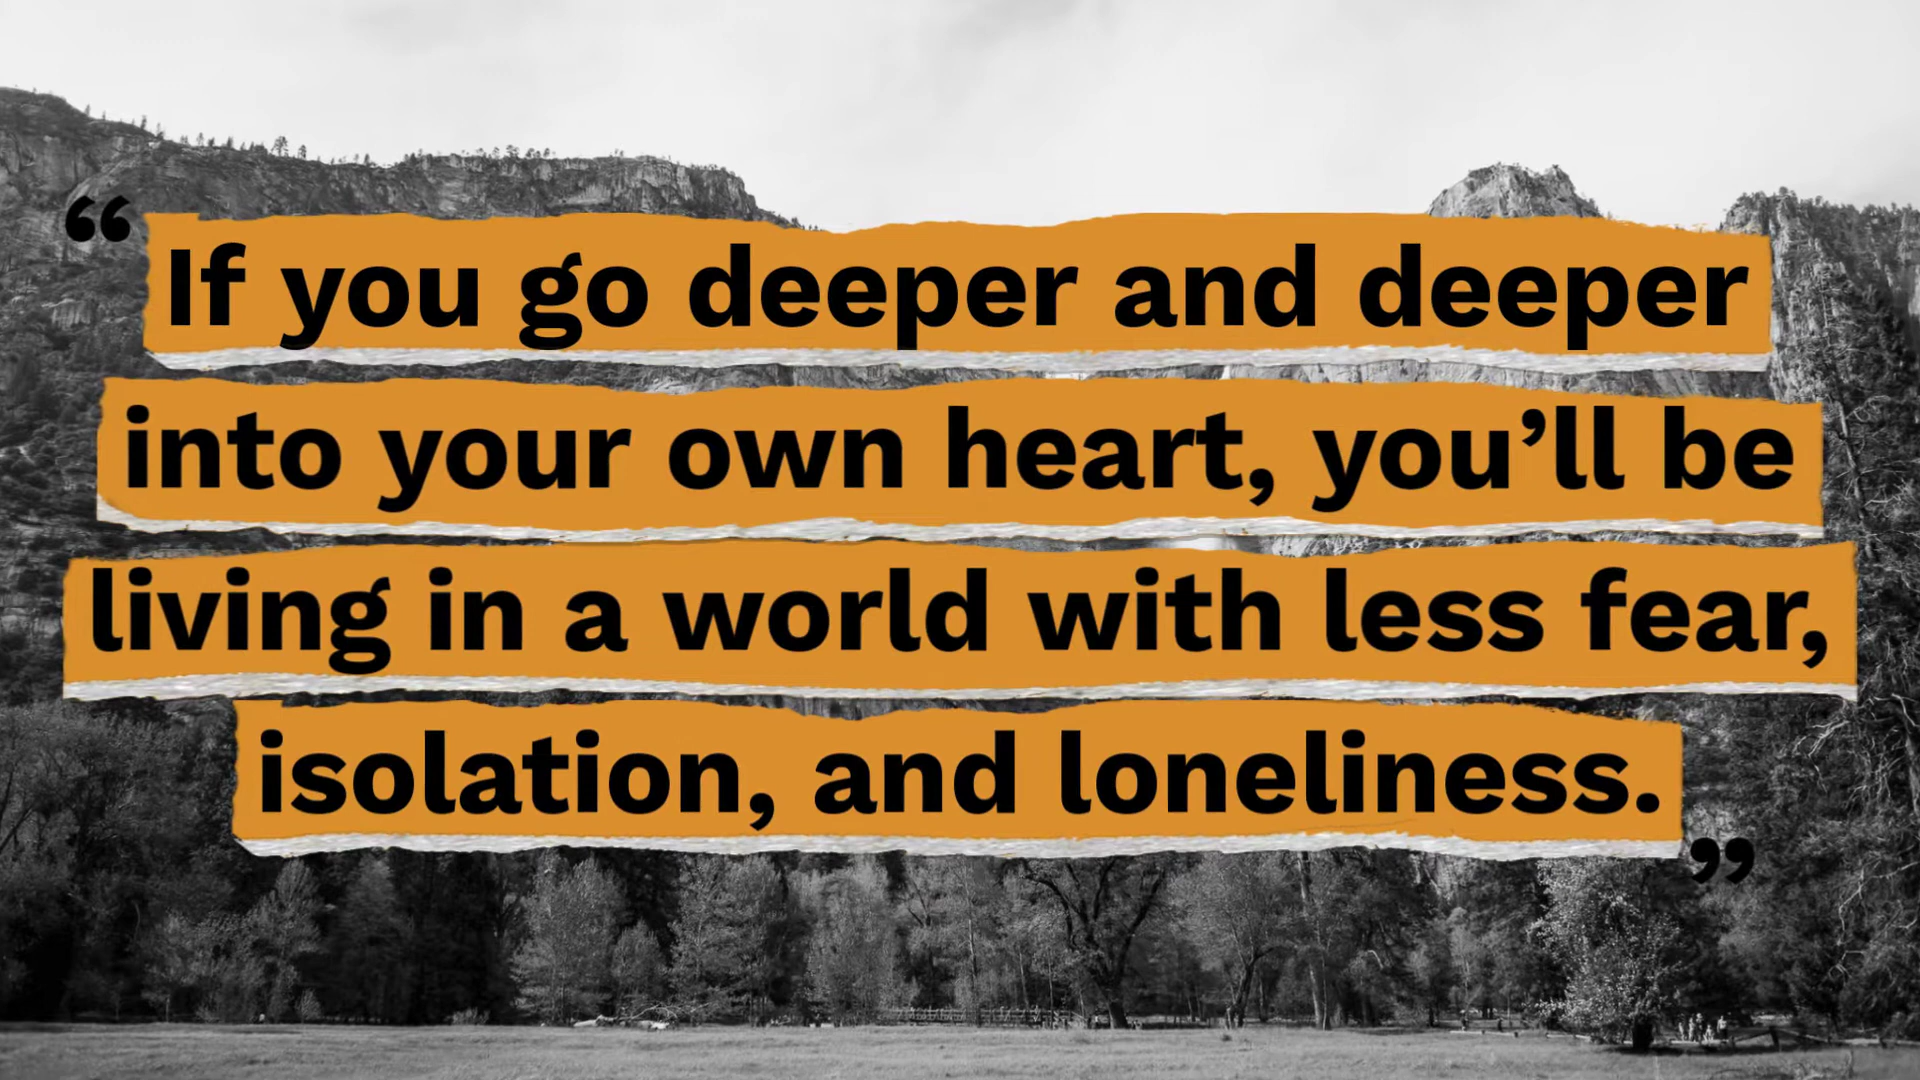 “If you go deeper and deeper
into your own heart, you’ll be
living in a world with less fear,
isolation, and loneliness.”